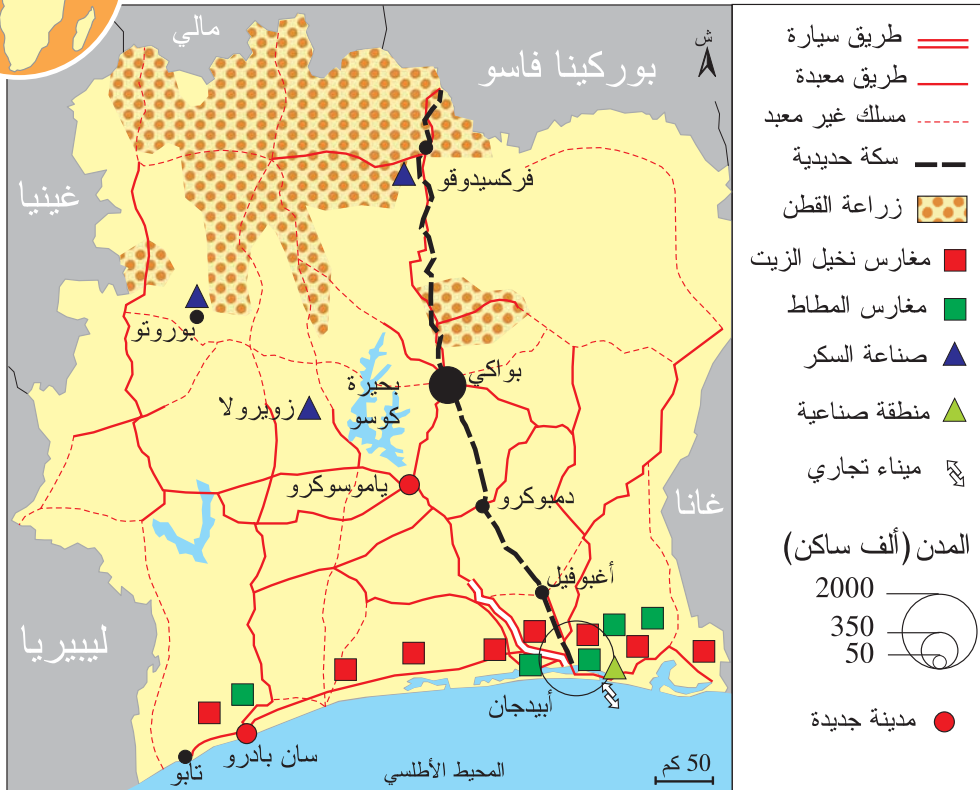 مالي
بوركينا فاسو
ش
غينيا
فركسيدوقو
بوروتو
زويرولا
بحيرة
كوسو
بواكي
ياموسوكرو
دمبوكرو
غانا
أغبوفيل
ليبيريا
أبيدجان
سان بادرو
تابو
المحيط الأطلسي
50 كم
طريق سيارة
طريق معبدة
مسلك غير معبد
سكة حديدية
زراعة القطن
مغارس نخيل الزيت
مغارس المطاط
صناعة السكر
منطقة صناعية
ميناء تجاري
المدن (ألف ساكن)
2000
350
50
مدينة جديدة